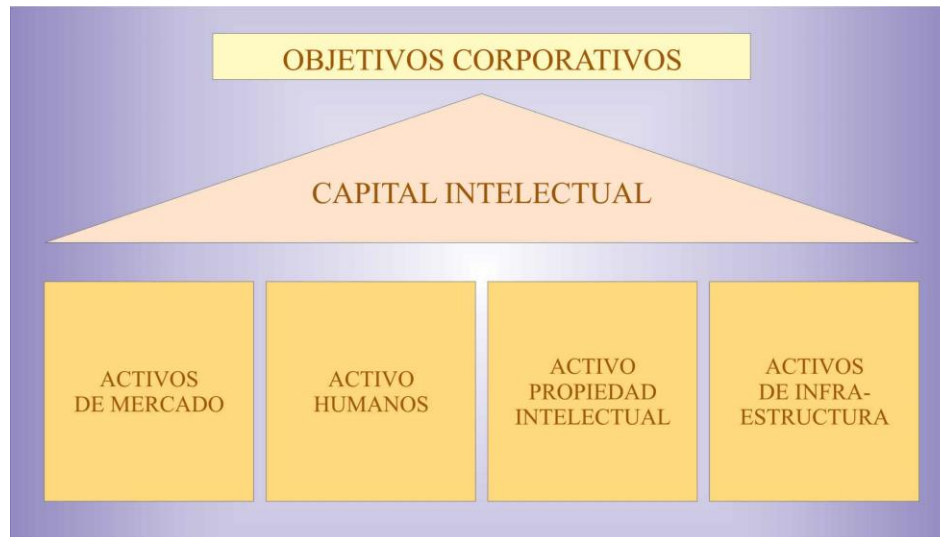 OBJETIVOS CORPORATIVOS
CAPITAL INTELECTUAL
ACTIVOS
DE MERCADO
ACTIVO
HUMANOS
ACTIVO
PROPIEDAD
INTELECTUAL
ACTIVOS
DE INFRA-
ESTRUCTURA